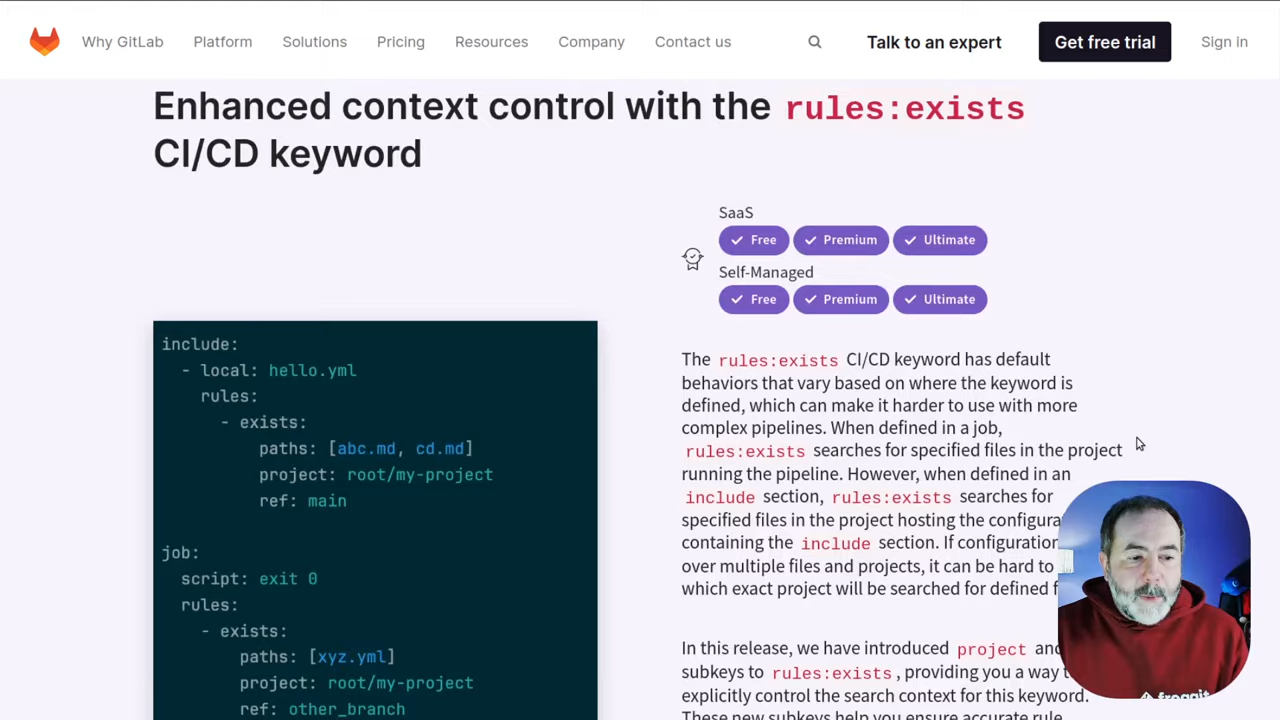 Why GitLab
Platform
Solutions
Pricing
Resources
Company
Contact us
Talk to an expert
Get free trial
Sign in
Enhanced context control with the rules:exists
CI/CD keyword
SaaS
Free
Premium
Ultimate
Self-Managed
Free
Premium
Ultimate
include:
- local: hello.yml
rules:
- exists:
paths: [abc.md, cd.md]
project: root/my-project
ref: main
job:
script: exit 0
rules:
- exists:
paths: [xyz.yml]
project: root/my-project
ref: other_branch
The rules:exists CI/CD keyword has default
behaviors that vary based on where the keyword is
defined, which can make it harder to use with more
complex pipelines. When defined in a job,
rules:exists searches for specified files in the project
running the pipeline. However, when defined in an
include section, rules:exists searches for
specified files in the project hosting the
containing the include section. If configuration
over multiple files and projects, it can be hard to
which exact project will be searched for defined
In this release, we have introduced project
subkeys to rules:exists, providing you a way
explicitly control the search context for this keyword.
These new subkeys help you ensure accurate rule